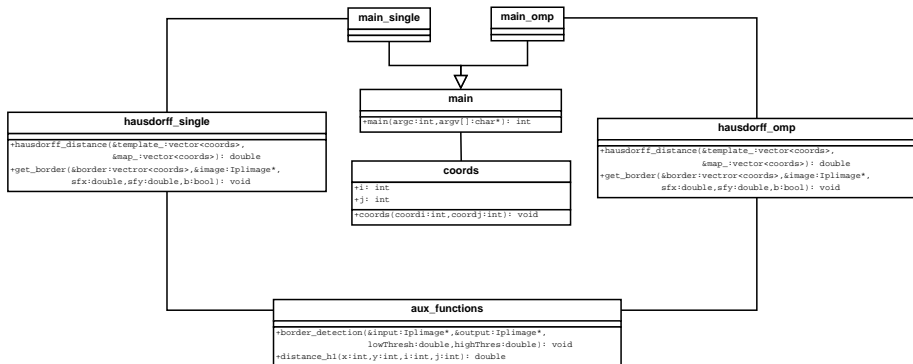 main_single
main_omp
main
+main(argc:int,argv[]:char*): int
hausdorff_single
+hausdorff_distance(&template_:vector<coords>,
&map_:vector<coords>): double
+get_border(&border:vectror<coords>,&image:Iplimage*,
sfx:double,sfy:double,b:bool): void
hausdorf_omp
+hausdorff_distance(&template_:vector<coords>,
&map_:vector<coords>): double
+get_border(&border:vectror<coords>,&image:Iplimage*,
sfx:double,sfy:double,b:bool): void
coords
+i: int
+j: int
+coords(coordi:int,coordj:int): void
aux_functions
+border_detection(&input:Iplimage*,&output:Iplimage*,
lowThresh:double,highThres:double): void
+distance_h1(x:int,y:int,i:int,j:int): double